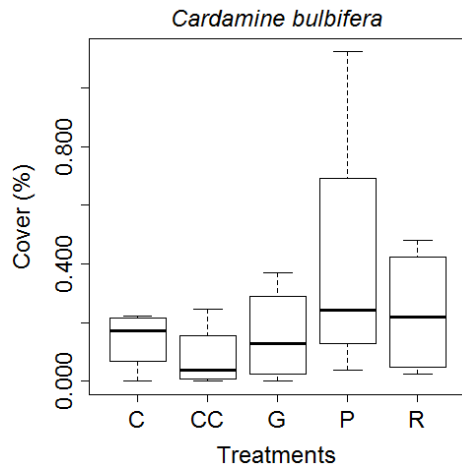 Cardamine bulbifera
Cover (%)
0.800
0.400
0.000
C CC G P R
Treatments